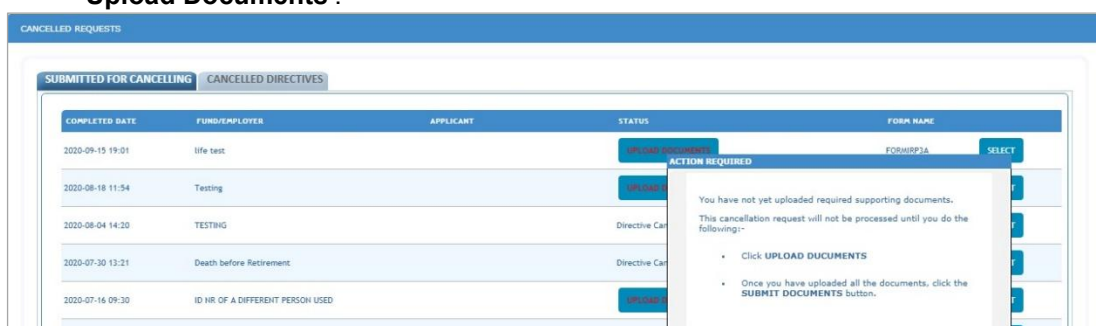 Upload Documents .
CANCELLED REQUESTS
SUBMITTED FOR CANCELLING CANCELLED DIRECTIVES
COMPLETED DATE FUND/EMPLOYER APPLICANT STATUS FORM NAME
2020-09-15 19:01 life test UPLOAD DOCUMENTS FORMIRP3A SELECT
ACTION REQUIRED
2020-08-18 11:54 Testing UPLOAD D T
You have not yet uploaded required supporting documents.
This cancellation request will not be processed until you do the
following:-
2020-08-04 14:20 TESTING Directive Can T
• Click UPLOAD DUCUMENTS
2020-07-30 13:21 Death before Retirement Directive Can T
• Once you have uploaded all the documents, click the
SUBMIT DOCUMENTS button.
2020-07-16 09:30 ID NR OF A DIFFERENT PERSON USED UPLOAD D T